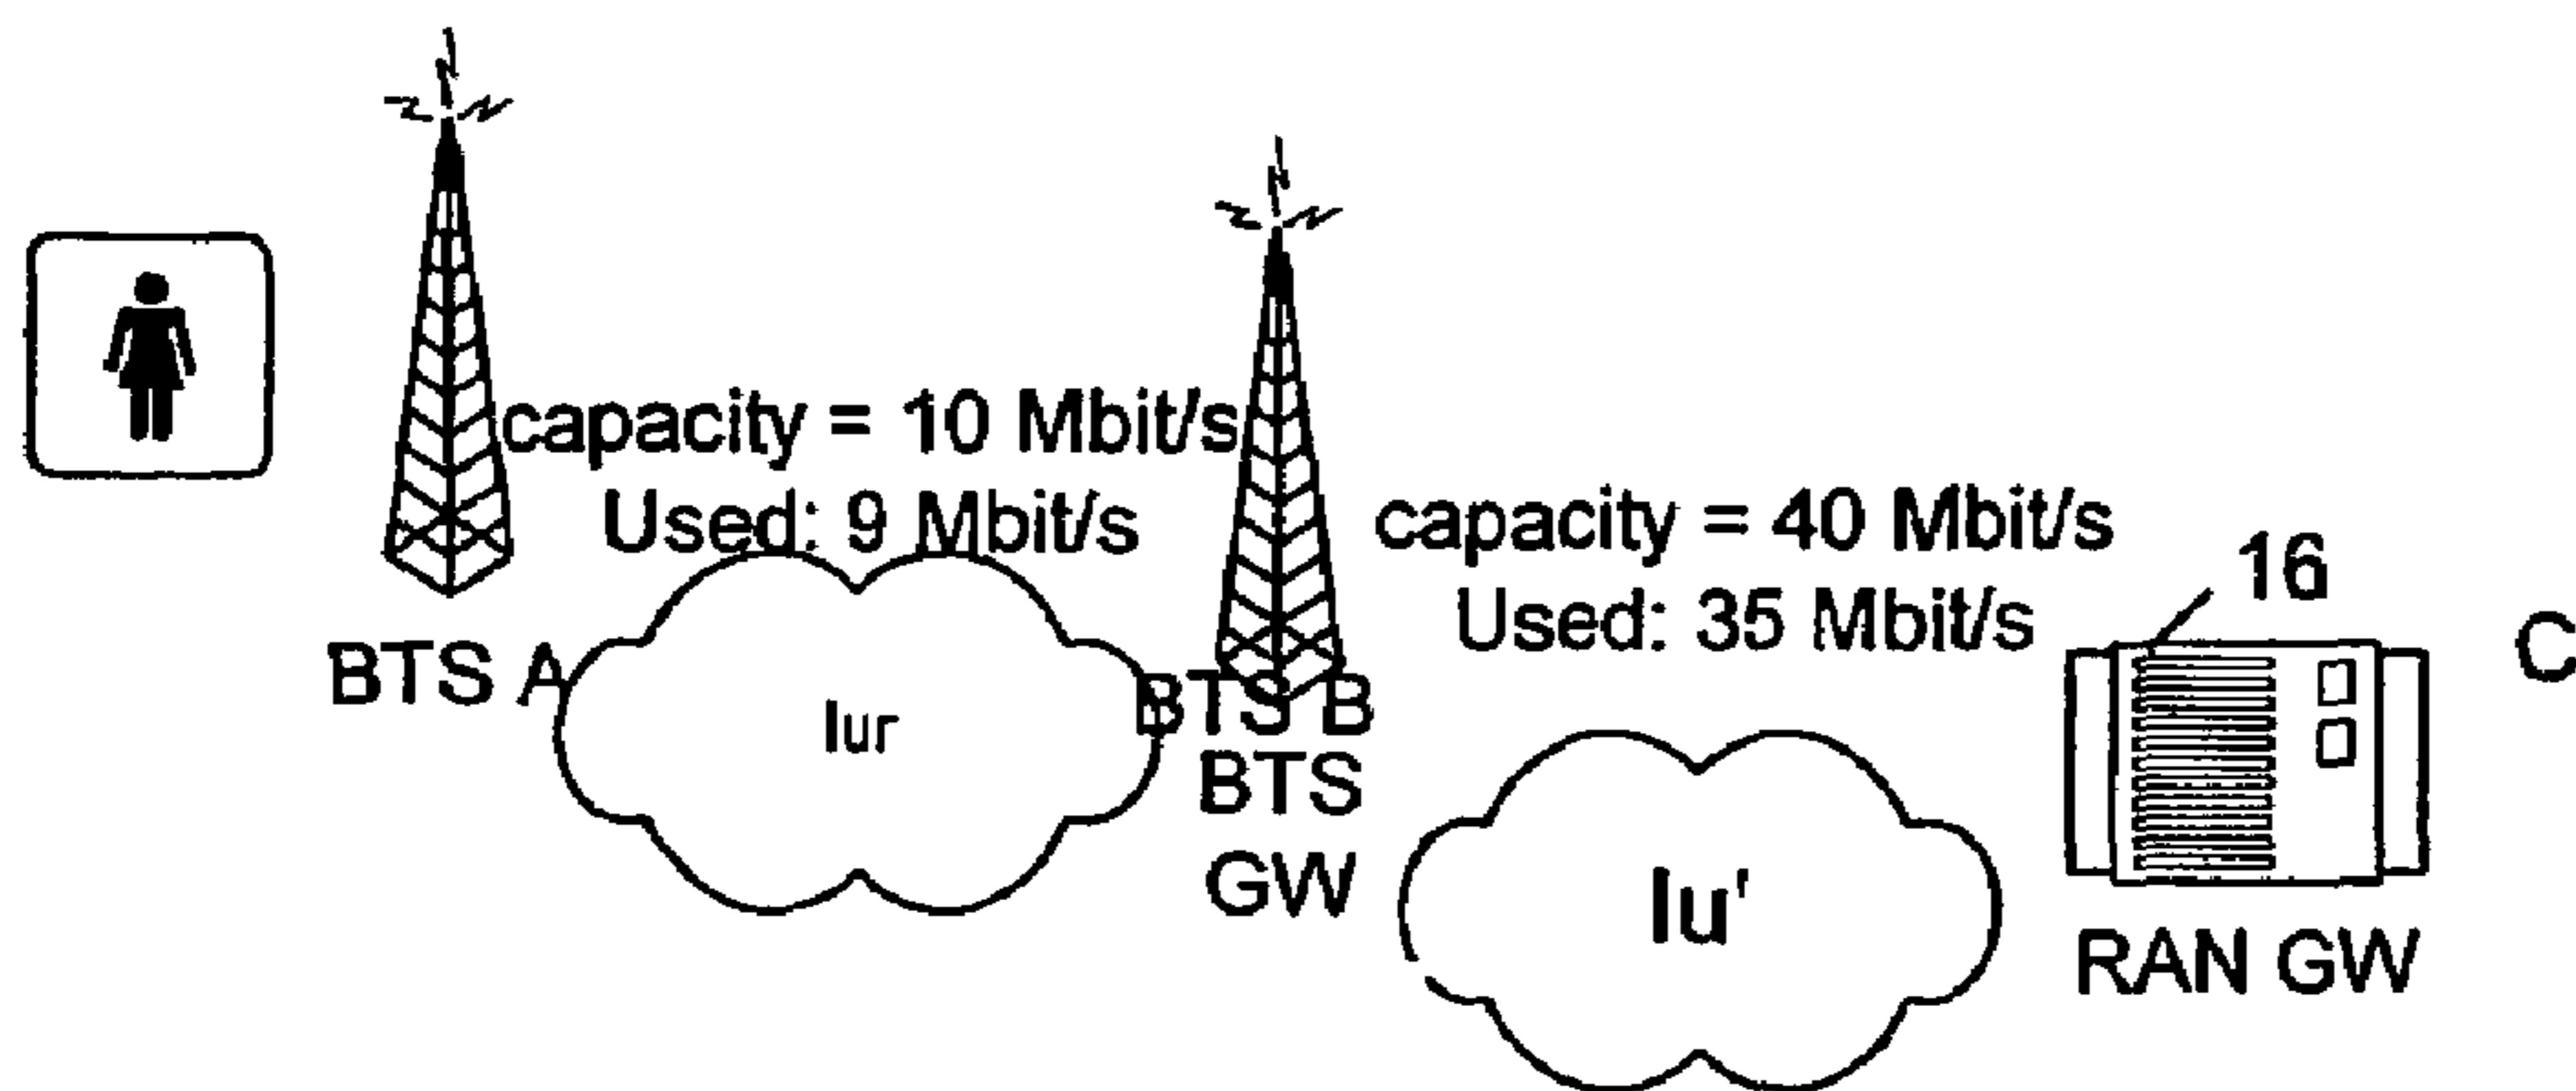 capacity = 10 Mbit/s
Used: 9 Mbit/s
capacity = 40 Mbit/s
Used: 35 Mbit/s
16
C
BTS A
Iur
BTS B
BTS
GW
Iu'
RAN GW